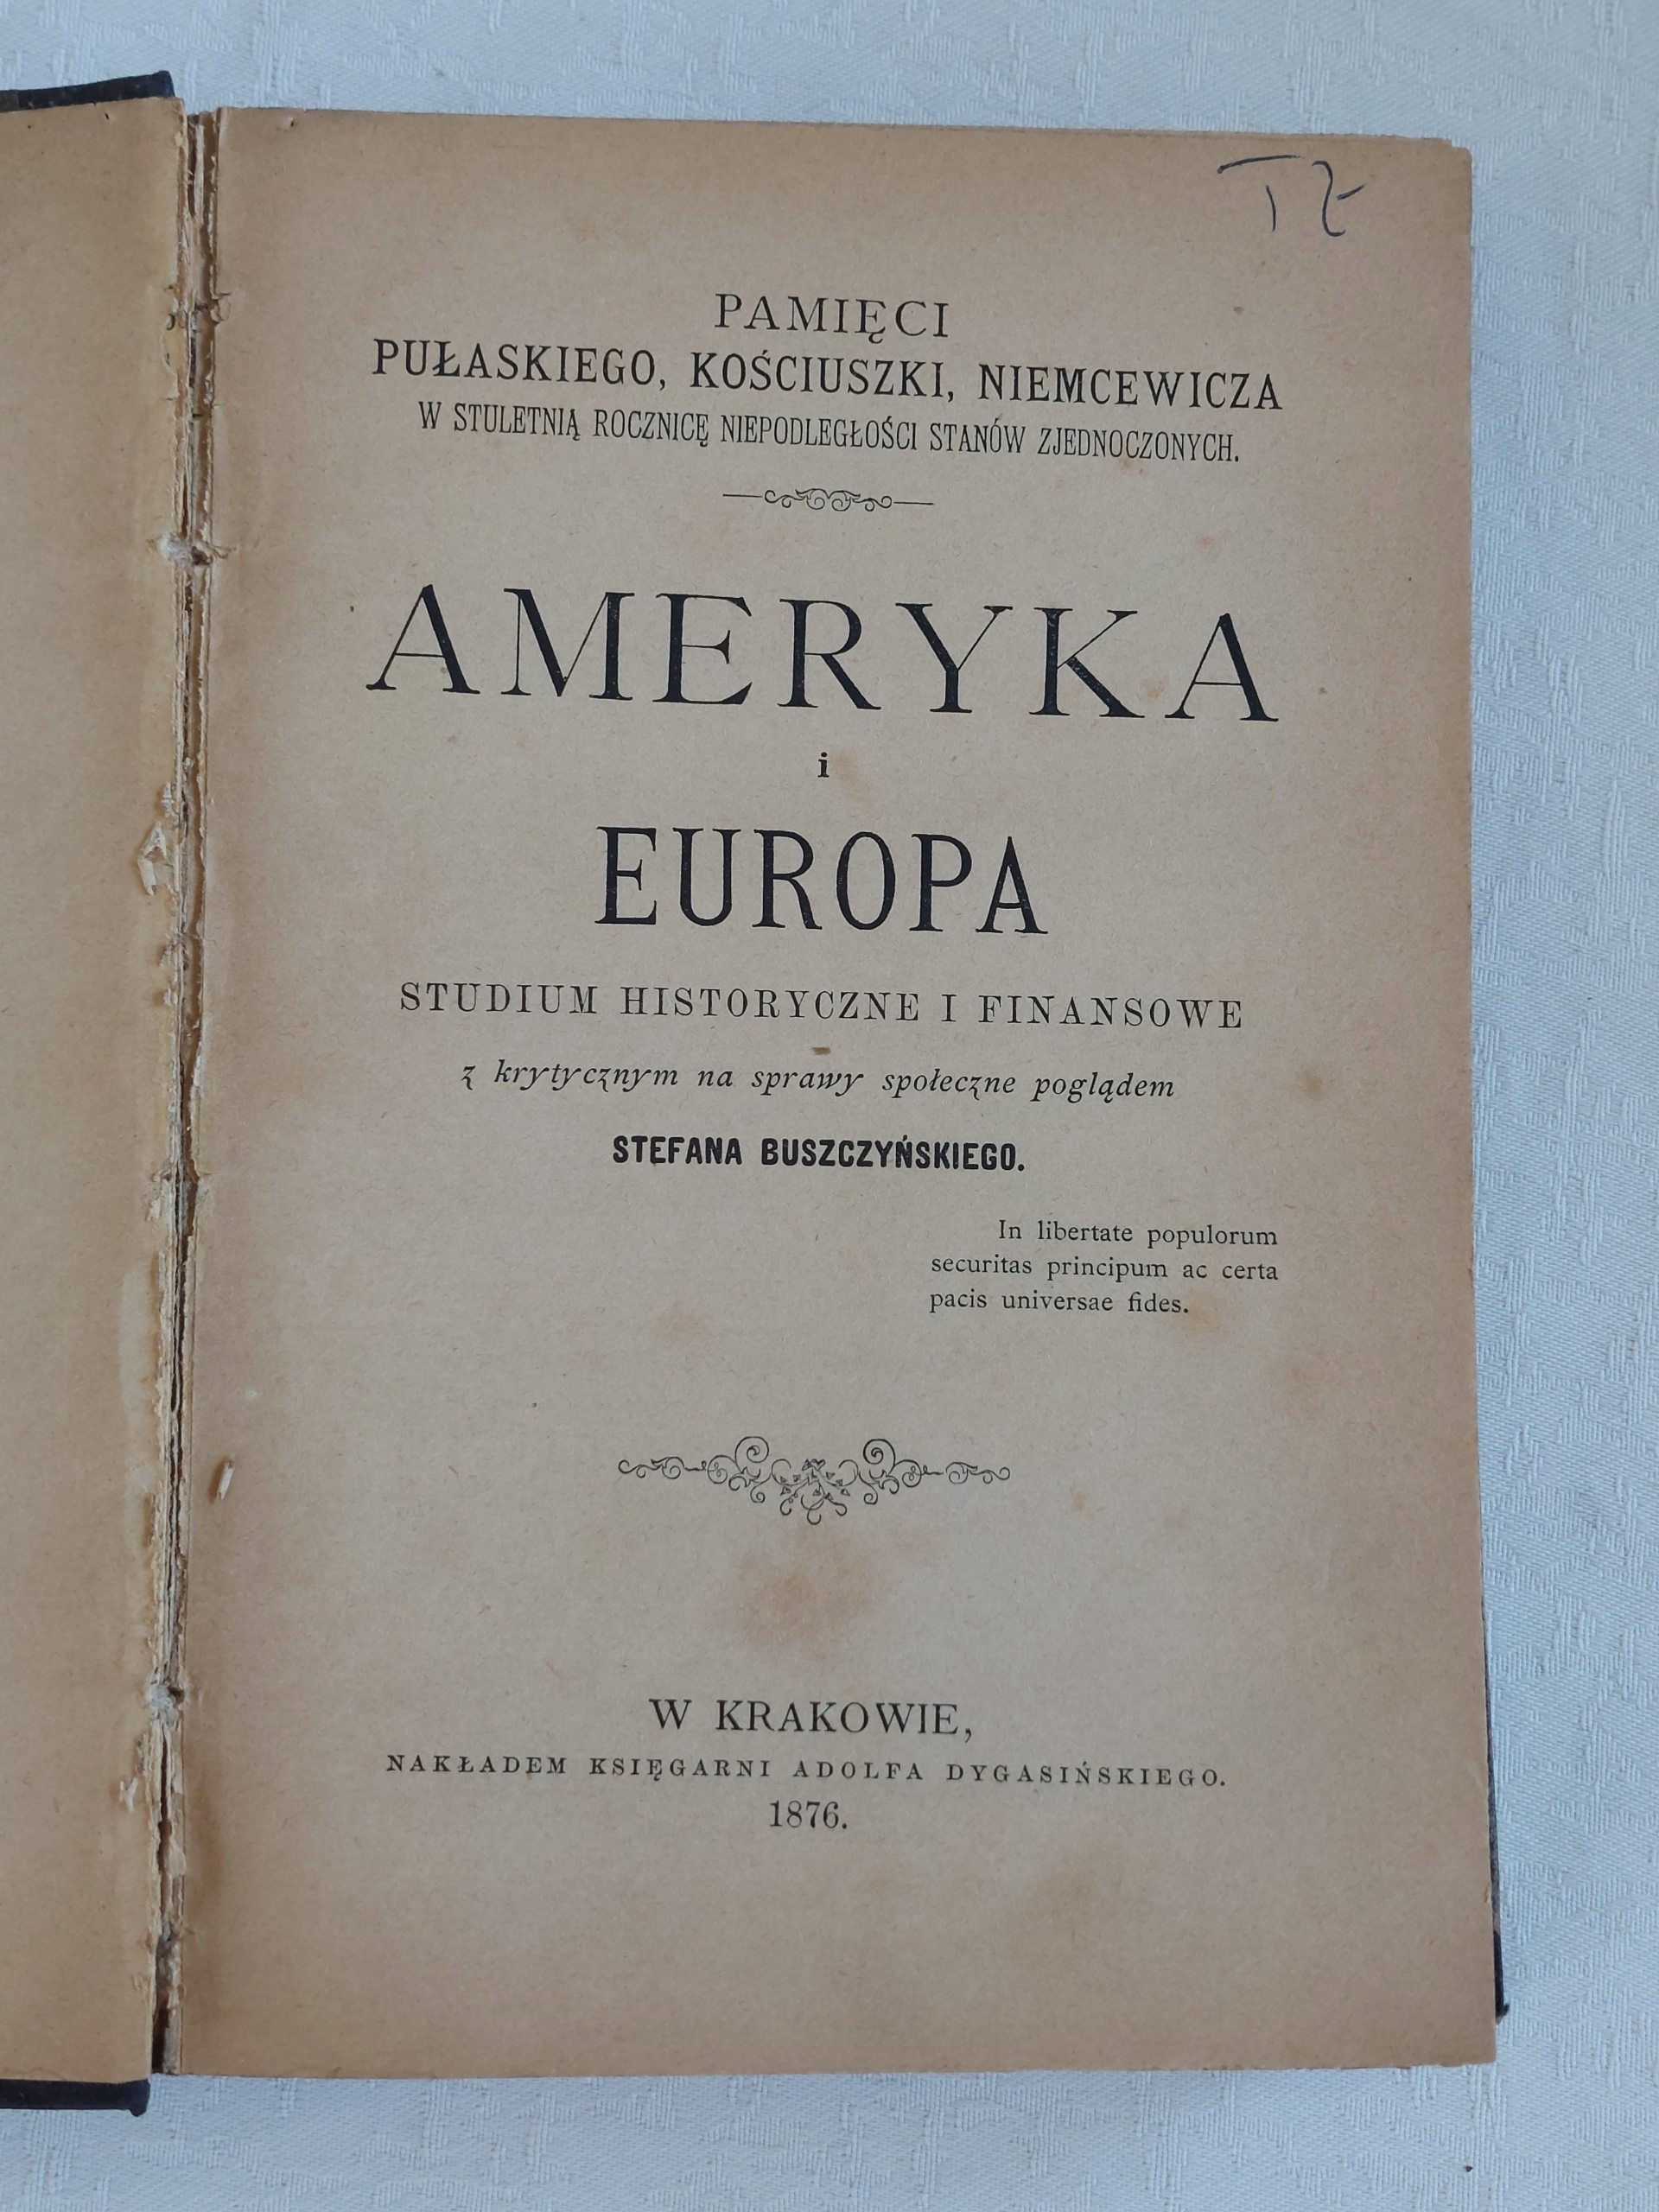 TŁ
PAMIĘCI
PUŁASKIEGO, KOŚCIUSZKI, NIEMCEWICZA
W STULETNIĄ ROCZNICĘ NIEPODLEGŁOŚCI STANÓW ZJEDNOCZONYCH.
AMERYKA
i
EUROPA
STUDIUM HISTORYCZNE I FINANSOWE
z krytycznym na sprawy społeczne poglądem
STEFANA BUSZCZYŃSKIEGO.
In libertate populorum
securitas principum ac certa
pacis universae fides.
W KRAKOWIE,
NAKŁADEM KSIĘGARNI ADOLFA DYGASIŃSKIEGO.
1876.